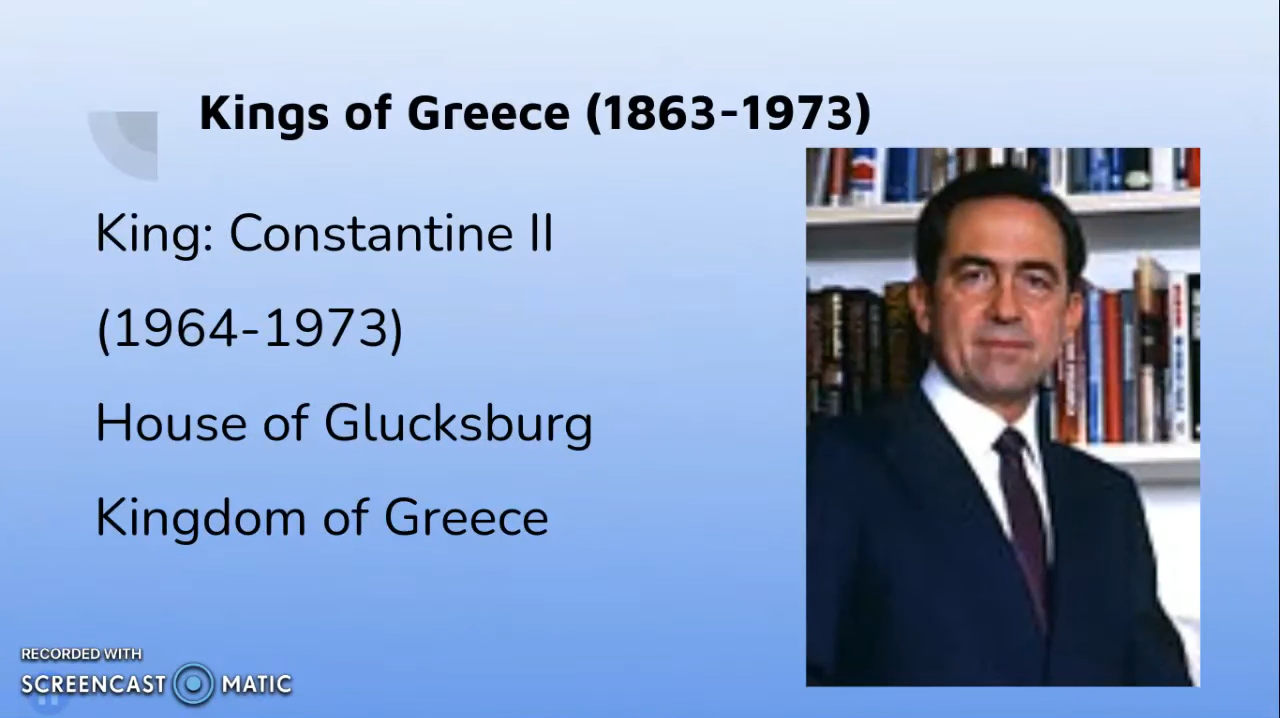 Kings of Greece (1863-1973)
King: Constantine II
(1964-1973)
House of Glucksburg
Kingdom of Greece
RECORDED WITH
SCREENCAST MATIC